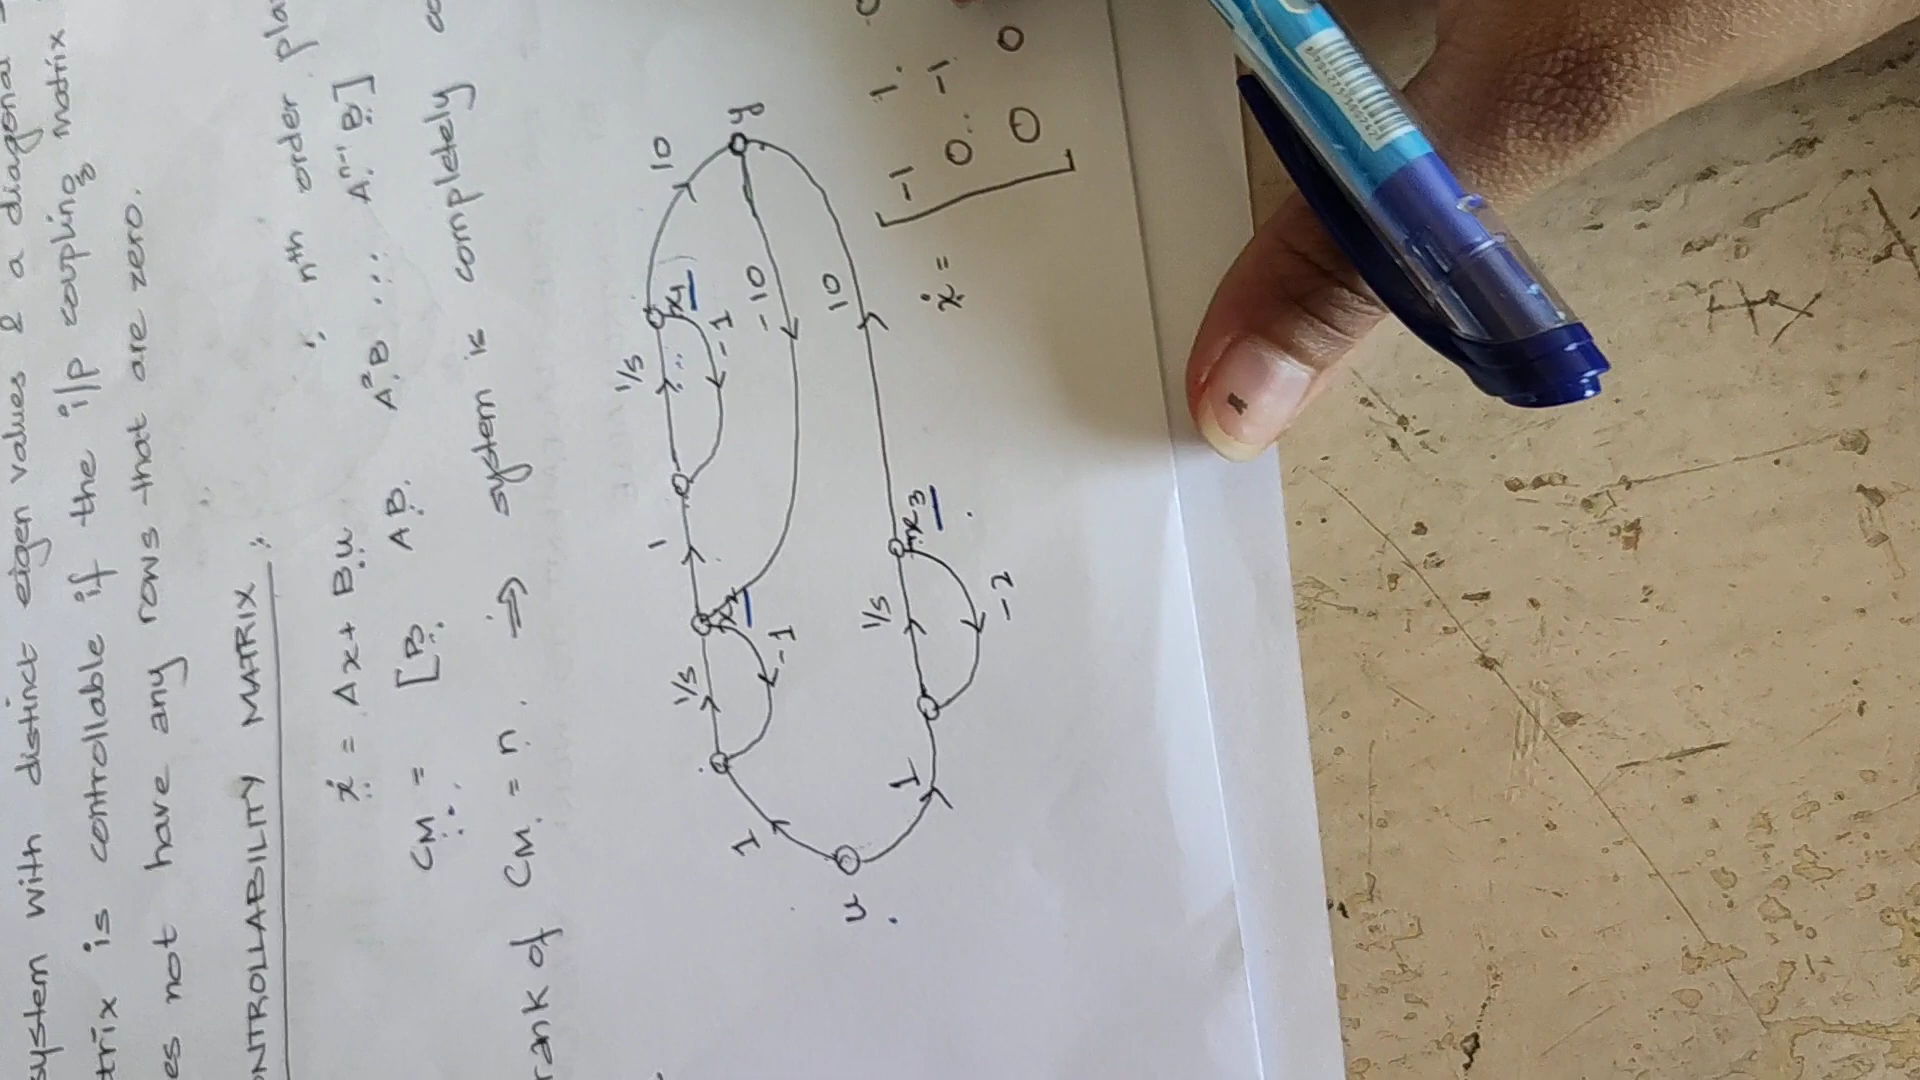 system with distinct eigen values & a diagonal
trix is controllable if the i/p coupling matrix
es not have any rows that are zero.
ONTROLLABILITY MATRIX :
ẋ = Ax + Bu ; nth order pla
CM = [B AB A²B ... Aⁿ⁻¹B]
rank of CM = n. ⇒ system is completely co
u 1 1/s -1 x₂ 1 1/s -1 x₁ 10 y
-10
1 1/s -2 x₃ 10
ẋ = [ -1 1
0 -1
0 0